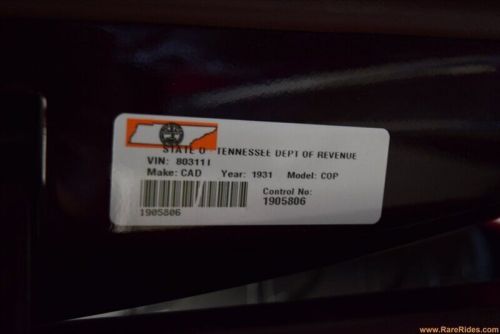 STATE O TENNESSEE DEPT OF REVENUE
VIN: 803111
Make: CAD Year: 1931 Model: COP
Control No:
1905806
1905806
www.RareRides.com